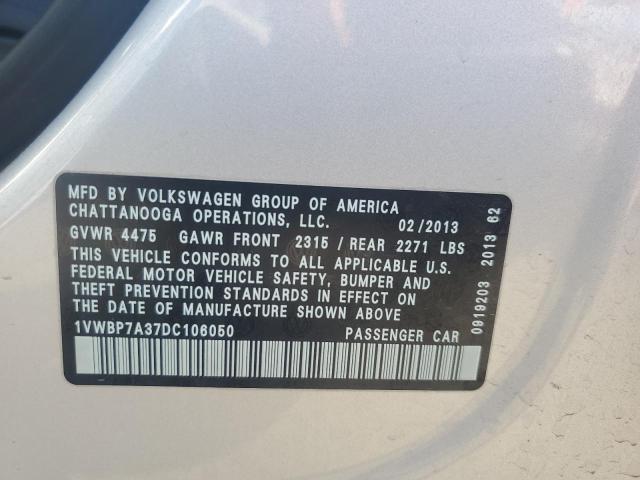 MFD BY VOLKSWAGEN GROUP OF AMERICA
CHATTANOOGA OPERATIONS, LLC. 02/2013
GVWR 4475 GAWR FRONT 2315 / REAR 2271 LBS
THIS VEHICLE CONFORMS TO ALL APPLICABLE U.S.
FEDERAL MOTOR VEHICLE SAFETY, BUMPER AND
THEFT PREVENTION STANDARDS IN EFFECT ON
THE DATE OF MANUFACTURE SHOWN ABOVE
1VWBP7A37DC106050 PASSENGER CAR
0919203 2013 62